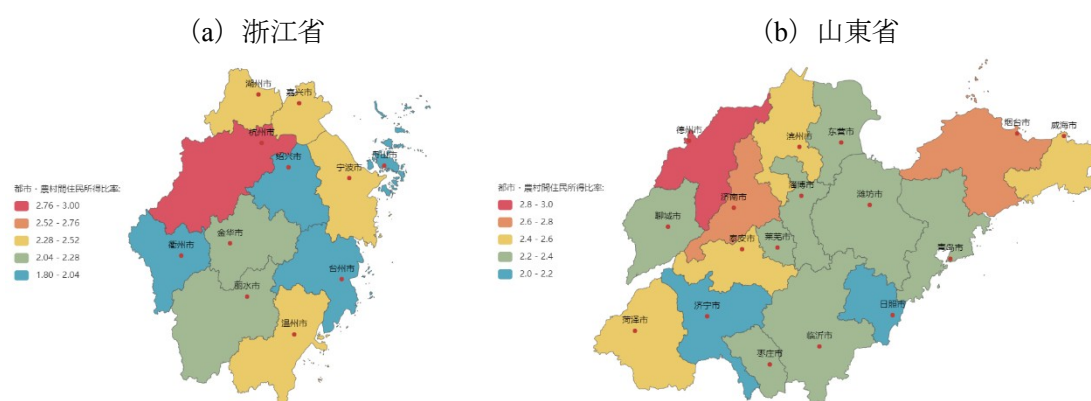 (a) 浙江省
(b) 山東省
湖州市
嘉兴市
杭州市
绍兴市
舟山市
宁波市
金华市
衢州市
台州市
丽水市
温州市
都市・農村間住民所得比率:
2.76 - 3.00
2.52 - 2.76
2.28 - 2.52
2.04 - 2.28
1.80 - 2.04
德州市
滨州市
东营市
烟台市
威海市
淄博市
潍坊市
济南市
聊城市
泰安市
莱芜市
青岛市
济宁市
日照市
菏泽市
临沂市
枣庄市
都市・農村間住民所得比率:
2.8 - 3.0
2.6 - 2.8
2.4 - 2.6
2.2 - 2.4
2.0 - 2.2